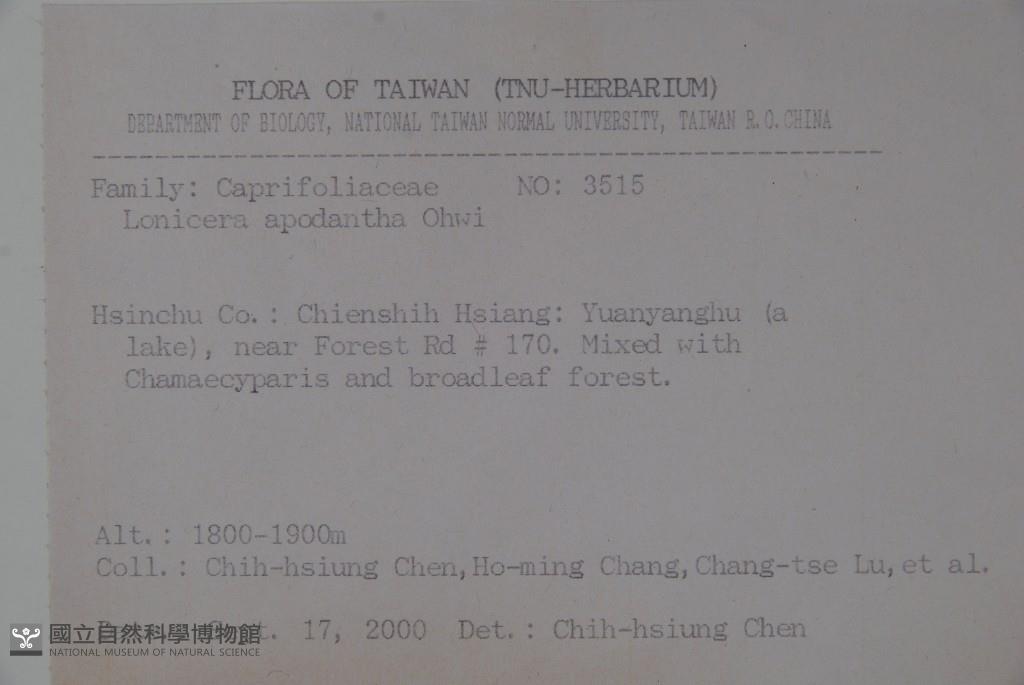 FLORA OF TAIWAN (TNU-HERBARIUM)
DEPARTMENT OF BIOLOGY, NATIONAL TAIWAN NORMAL UNIVERSITY, TAIWAN R.O.CHINA
Family: Caprifoliaceae NO: 3515
Lonicera apodantha Ohwi
Hsinchu Co.: Chienshih Hsiang: Yuanyanghu (a
lake), near Forest Rd # 170. Mixed with
Chamaecyparis and broadleaf forest.
Alt.: 1800-1900m
Coll.: Chih-hsiung Chen,Ho-ming Chang,Chang-tse Lu,et al.
17, 2000 Det.: Chih-hsiung Chen
國立自然科學博物館
NATIONAL MUSEUM OF NATURAL SCIENCE